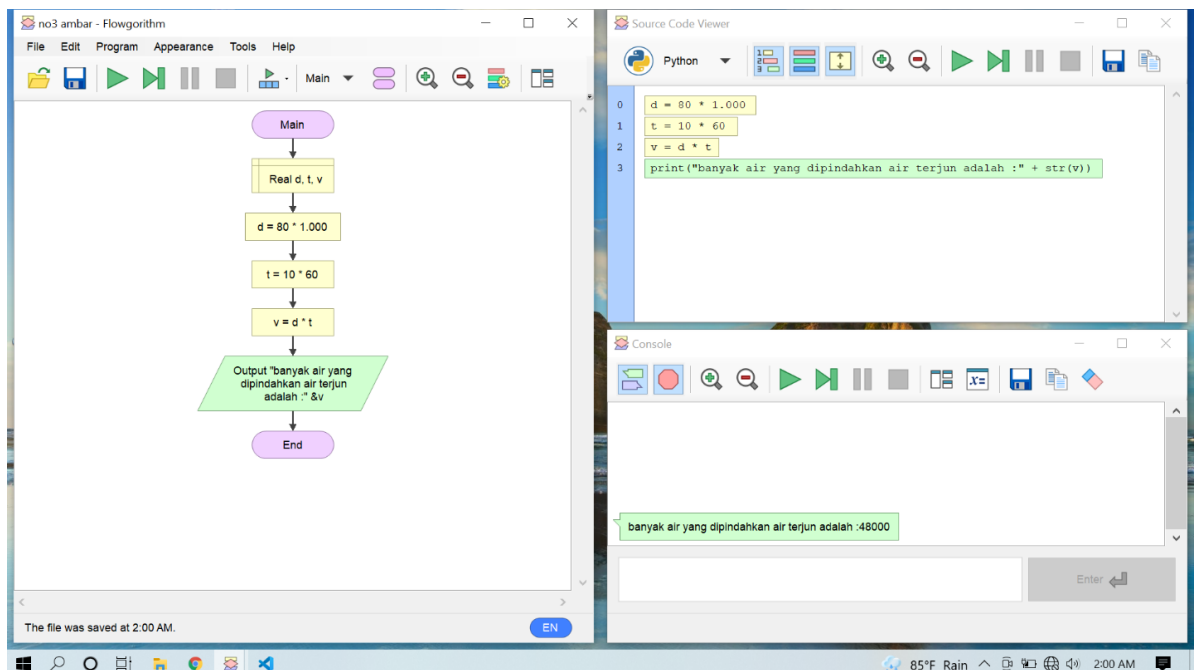 no3 ambar - Flowgorithm
File Edit Program Appearance Tools Help
Main
Main
Real d, t, v
d = 80 * 1.000
t = 10 * 60
v = d * t
Output "banyak air yang
dipindahkan air terjun
adalah :" &v
End
The file was saved at 2:00 AM.
EN
Source Code Viewer
Python
0 d = 80 * 1.000
1 t = 10 * 60
2 v = d * t
3 print("banyak air yang dipindahkan air terjun adalah :" + str(v))
Console
x=
banyak air yang dipindahkan air terjun adalah :48000
Enter
85°F Rain 2:00 AM